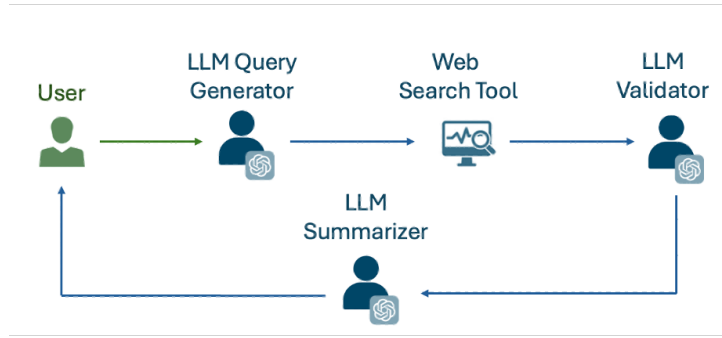 User
LLM Query
Generator
Web
Search Tool
LLM
Validator
LLM
Summarizer